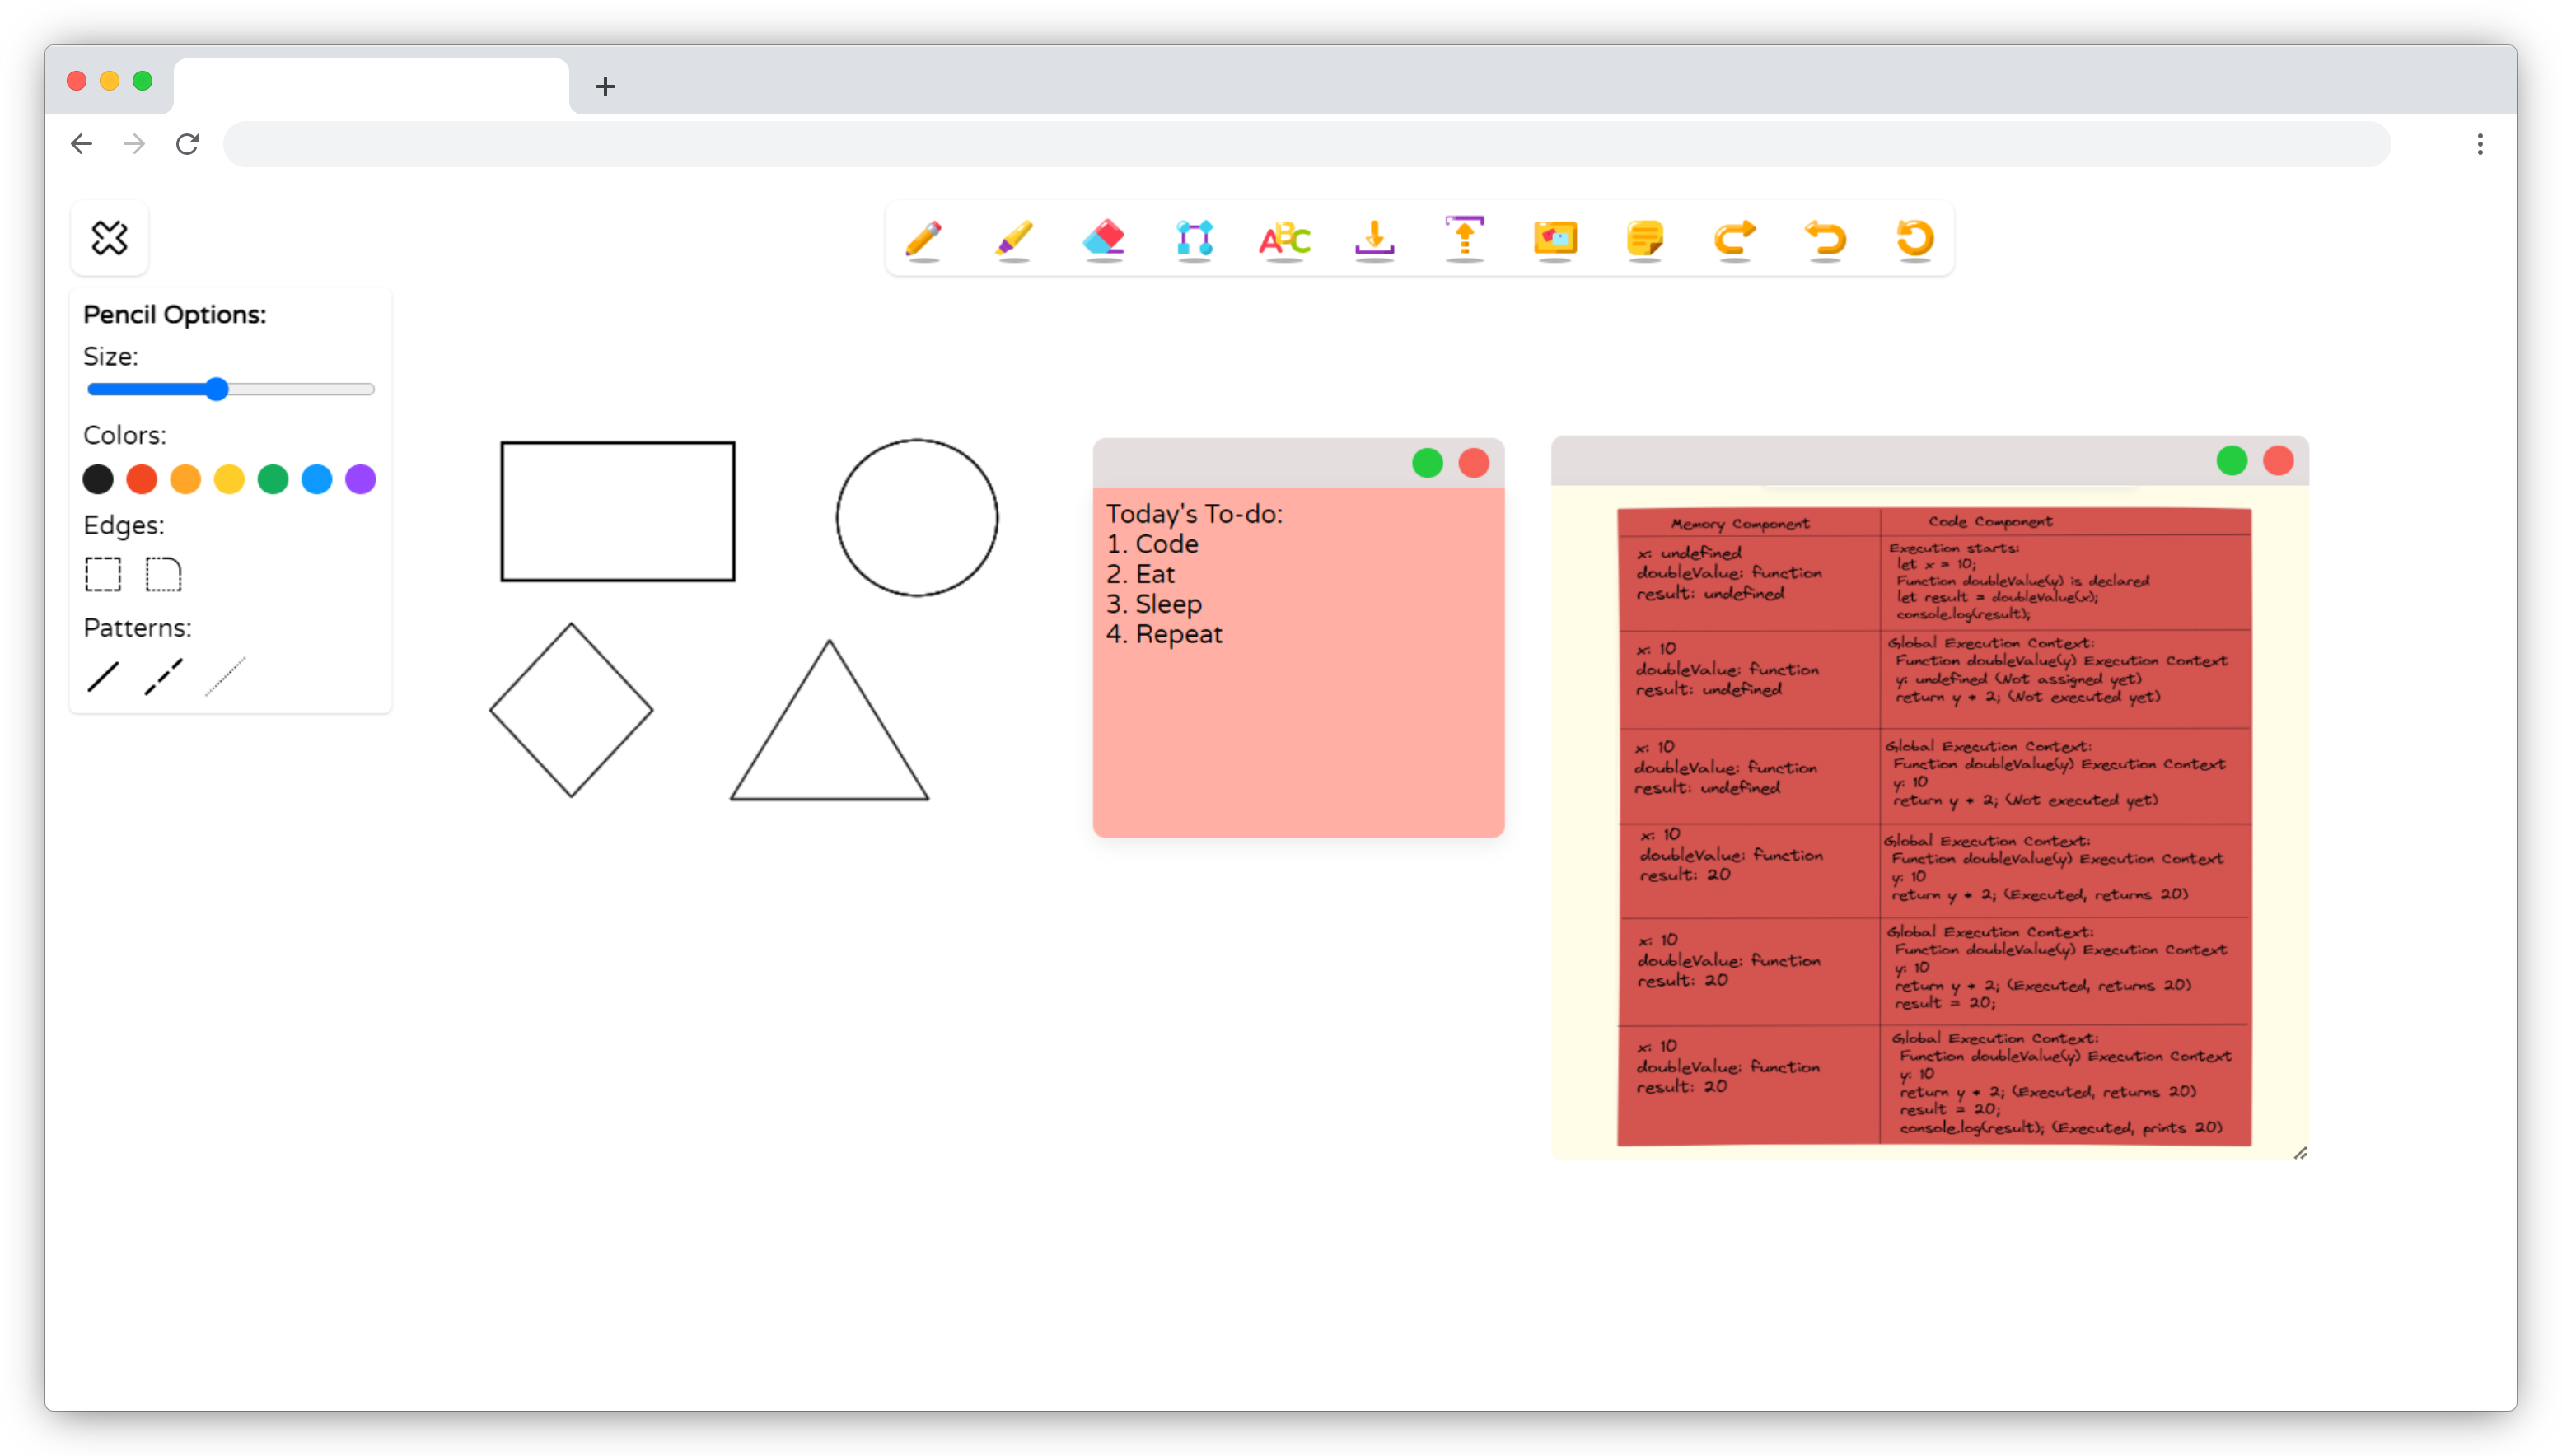 ABC
Pencil Options:
Size:
Colors:
Edges:
Patterns:
Today's To-do:
1. Code
2. Eat
3. Sleep
4. Repeat
Memory Component
Code Component
x: undefined
doubleValue: function
result: undefined
Execution starts:
let x = 10;
Function doubleValue(y) is declared
let result = doubleValue(x);
console.log(result);
x: 10
doubleValue: function
result: undefined
Global Execution Context:
Function doubleValue(y) Execution Context
y: undefined (Not assigned yet)
return y * 2; (Not executed yet)
x: 10
doubleValue: function
result: undefined
Global Execution Context:
Function doubleValue(y) Execution Context
y: 10
return y * 2; (Not executed yet)
x: 10
doubleValue: function
result: 20
Global Execution Context:
Function doubleValue(y) Execution Context
y: 10
return y * 2; (Executed, returns 20)
x: 10
doubleValue: function
result: 20
Global Execution Context:
Function doubleValue(y) Execution Context
y: 10
return y * 2; (Executed, returns 20)
result = 20;
x: 10
doubleValue: function
result: 20
Global Execution Context:
Function doubleValue(y) Execution Context
y: 10
return y * 2; (Executed, returns 20)
result = 20;
console.log(result); (Executed, prints 20)